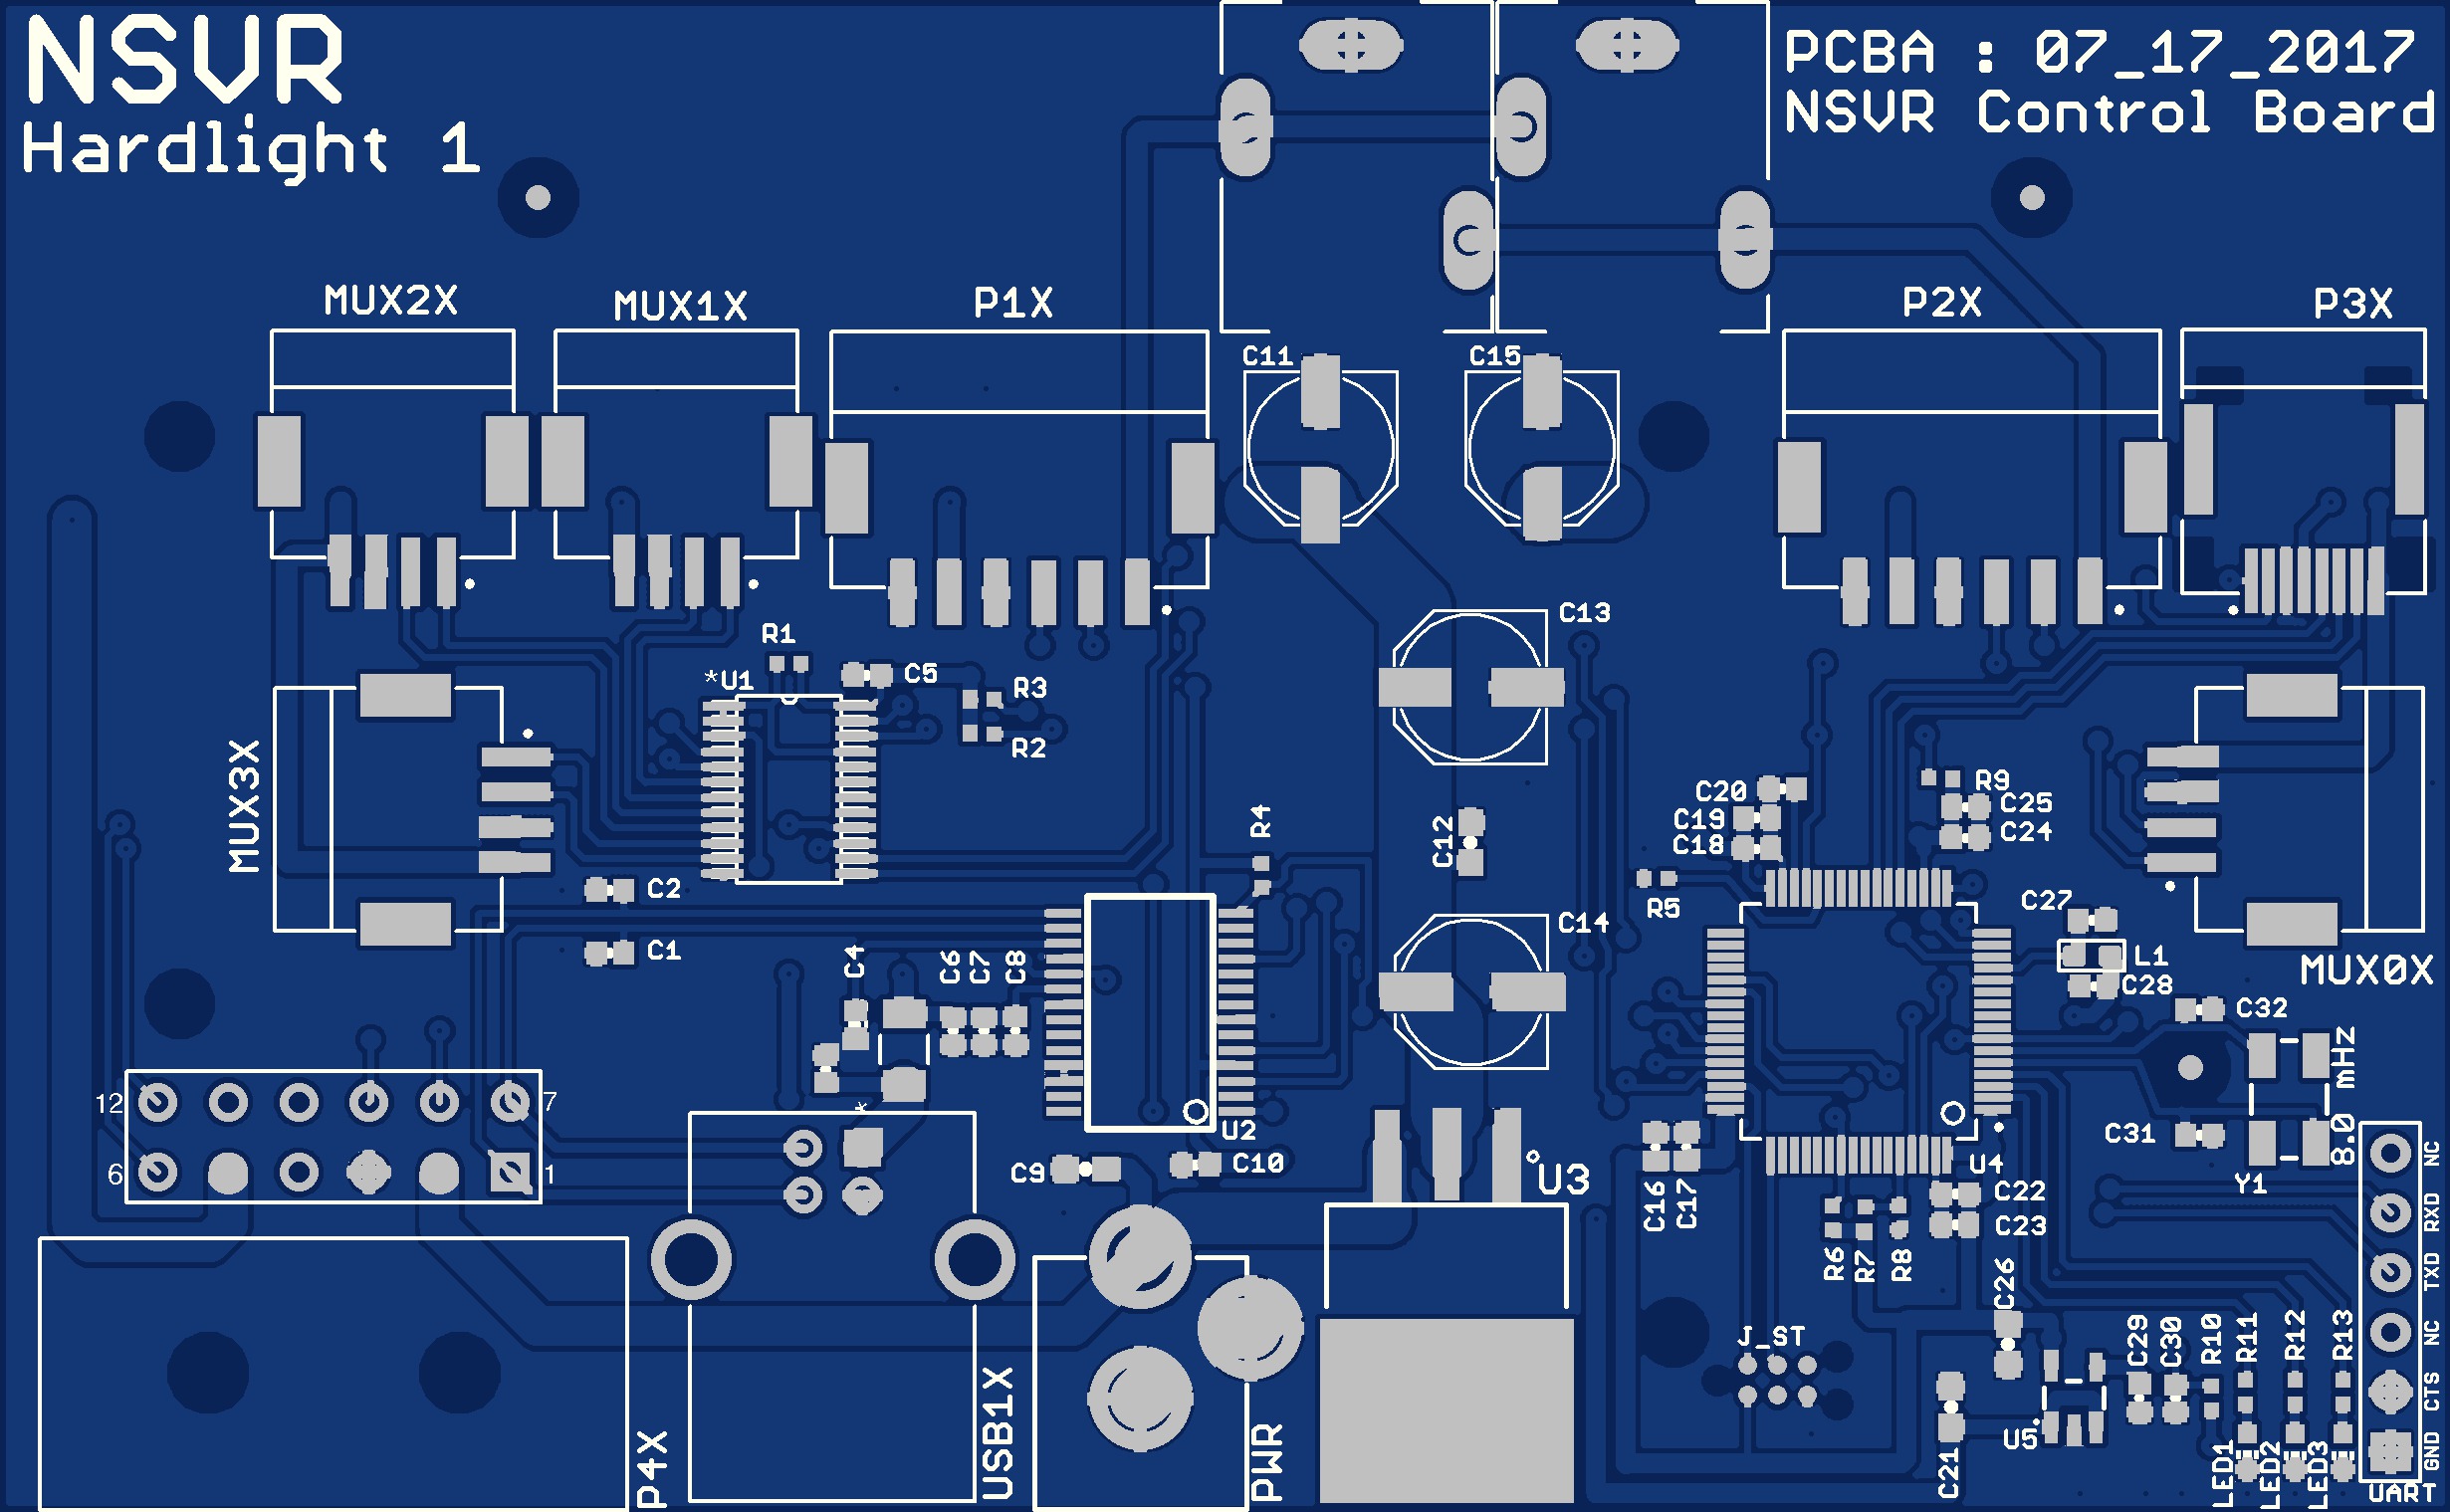 NSVR
Hardlight 1
PCBA : 07_17_2017
NSVR Control Board
MUX2X
MUX1X
P1X
C11
C15
P2X
P3X
C13
R1
*U1
C5
R3
R2
MUX3X
C2
C1
R4
C12
C20
C19
C18
R5
R9
C25
C24
C27
L1
C28
MUX0X
C14
C4
C6
C7
C8
C32
8.0 mHz
C31
Y1
12
7
6
1
*
U2
C9
C10
U3
C16
C17
U4
C22
C23
R6
R7
R8
C26
J_ST
C21
U5
C29
C30
R10
R11
R12
R13
LED1
LED2
LED3
NC
RXD
TXD
NC
CTS
GND
UART
P4X
USB1X
PWR